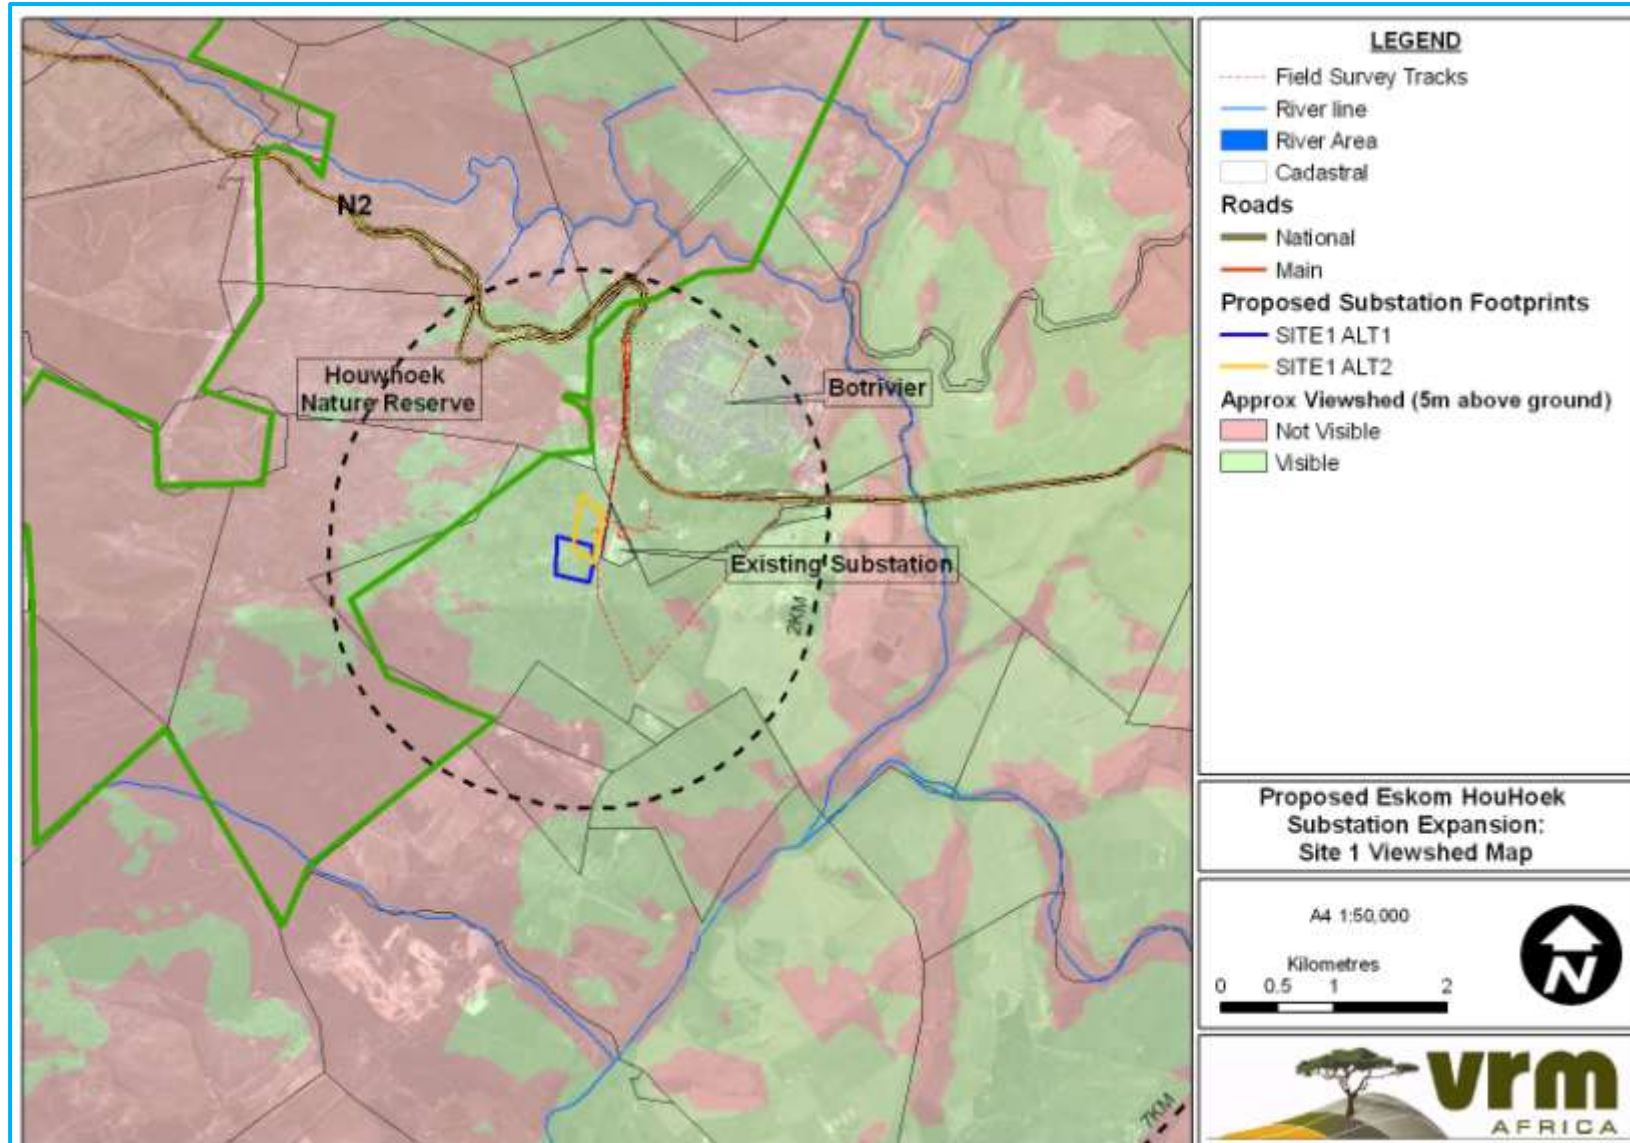 N2
Houwhoek
Nature Reserve
Botrivier
Existing Substation
2KM
7KM
LEGEND
Field Survey Tracks
River line
River Area
Cadastral
Roads
National
Main
Proposed Substation Footprints
SITE1 ALT1
SITE1 ALT2
Approx Viewshed (5m above ground)
Not Visible
Visible
Proposed Eskom HouHoek
Substation Expansion:
Site 1 Viewshed Map
A4 1:50,000
Kilometres
0 0.5 1 2
N
vrm
AFRICA